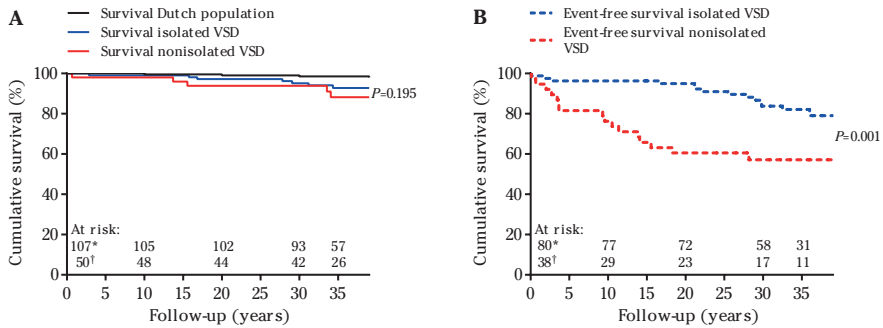 A
Survival Dutch population
Survival isolated VSD
Survival nonisolated VSD
Cumulative survival (%)
100
80
60
40
20
0
P=0.195
At risk:
107* 105 102 93 57
50† 48 44 42 26
0 5 10 15 20 25 30 35
Follow-up (years)
B
Event-free survival isolated VSD
Event-free survival nonisolated
VSD
Cumulative survival (%)
100
80
60
40
20
0
P=0.001
At risk:
80* 77 72 58 31
38† 29 23 17 11
0 5 10 15 20 25 30 35
Follow-up (years)